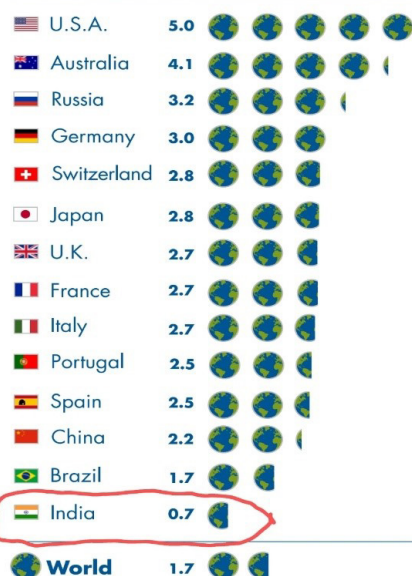 U.S.A. 5.0
Australia 4.1
Russia 3.2
Germany 3.0
Switzerland 2.8
Japan 2.8
U.K. 2.7
France 2.7
Italy 2.7
Portugal 2.5
Spain 2.5
China 2.2
Brazil 1.7
India 0.7
World 1.7